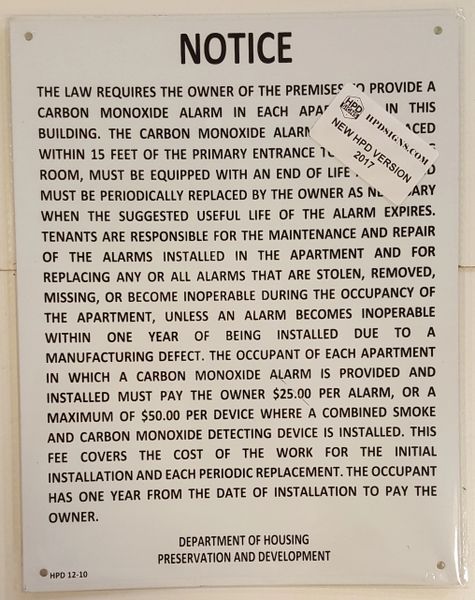 NOTICE
THE LAW REQUIRES THE OWNER OF THE PREMISES TO PROVIDE A
CARBON MONOXIDE ALARM IN EACH IN THIS
BUILDING. THE CARBON MONOXIDE
WITHIN 15 FEET OF THE PRIMARY ENTRANCE
ROOM, MUST BE EQUIPPED WITH AN END OF LIFE
MUST BE PERIODICALLY REPLACED BY THE OWNER AS
WHEN THE SUGGESTED USEFUL LIFE OF THE ALARM EXPIRES.
TENANTS ARE RESPONSIBLE FOR THE MAINTENANCE AND REPAIR
OF THE ALARMS INSTALLED IN THE APARTMENT AND FOR
REPLACING ANY OR ALL ALARMS THAT ARE STOLEN, REMOVED,
MISSING, OR BECOME INOPERABLE DURING THE OCCUPANCY OF
THE APARTMENT, UNLESS AN ALARM BECOMES INOPERABLE
WITHIN ONE YEAR OF BEING INSTALLED DUE TO A
MANUFACTURING DEFECT. THE OCCUPANT OF EACH APARTMENT
IN WHICH A CARBON MONOXIDE ALARM IS PROVIDED AND
INSTALLED MUST PAY THE OWNER $25.00 PER ALARM, OR A
MAXIMUM OF $50.00 PER DEVICE WHERE A COMBINED SMOKE
AND CARBON MONOXIDE DETECTING DEVICE IS INSTALLED. THIS
FEE COVERS THE COST OF THE WORK FOR THE INITIAL
INSTALLATION AND EACH PERIODIC REPLACEMENT. THE OCCUPANT
HAS ONE YEAR FROM THE DATE OF INSTALLATION TO PAY THE
OWNER.
DEPARTMENT OF HOUSING
PRESERVATION AND DEVELOPMENT
HPD 12-10
HPD
SIGNS
HPDSIGNS.COM
NEW HPD VERSION
2017